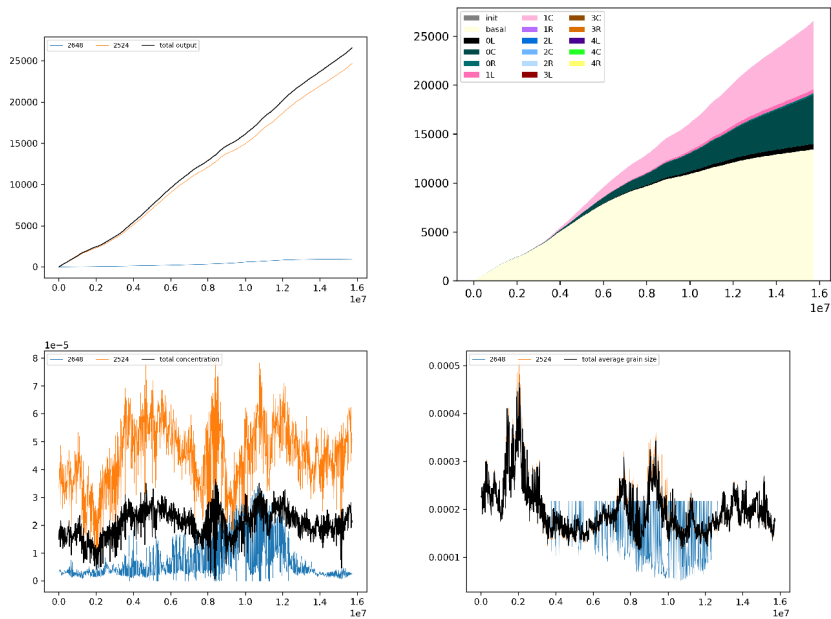 2648 2524 total output
25000
20000
15000
10000
5000
0
0.0 0.2 0.4 0.6 0.8 1.0 1.2 1.4 1.6
1e7
init 1C 3C
basal 1R 3R
0L 2L 4L
0C 2C 4C
0R 2R 4R
1L 3L
25000
20000
15000
10000
5000
0
0.0 0.2 0.4 0.6 0.8 1.0 1.2 1.4 1.6
1e7
1e−5
2648 2524 total concentration
8
7
6
5
4
3
2
1
0
0.0 0.2 0.4 0.6 0.8 1.0 1.2 1.4 1.6
1e7
2648 2524 total average grain size
0.0005
0.0004
0.0003
0.0002
0.0001
0.0 0.2 0.4 0.6 0.8 1.0 1.2 1.4 1.6
1e7